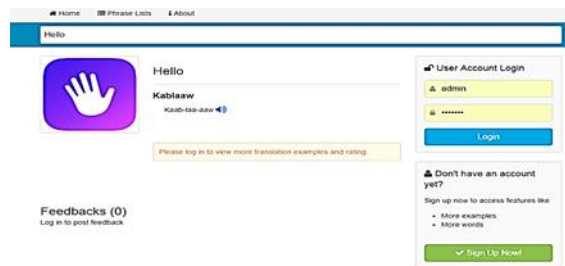 Home Phrase Lists About
Hello
Hello
Kablaaw
Kaab-laa-aaw
Please log in to view more translation examples and rating.
Feedbacks (0)
Log in to post feedback
User Account Login
admin
•••••••
Login
Don't have an account
yet?
Sign up now to access features like
• More examples
• More words
Sign Up Now!